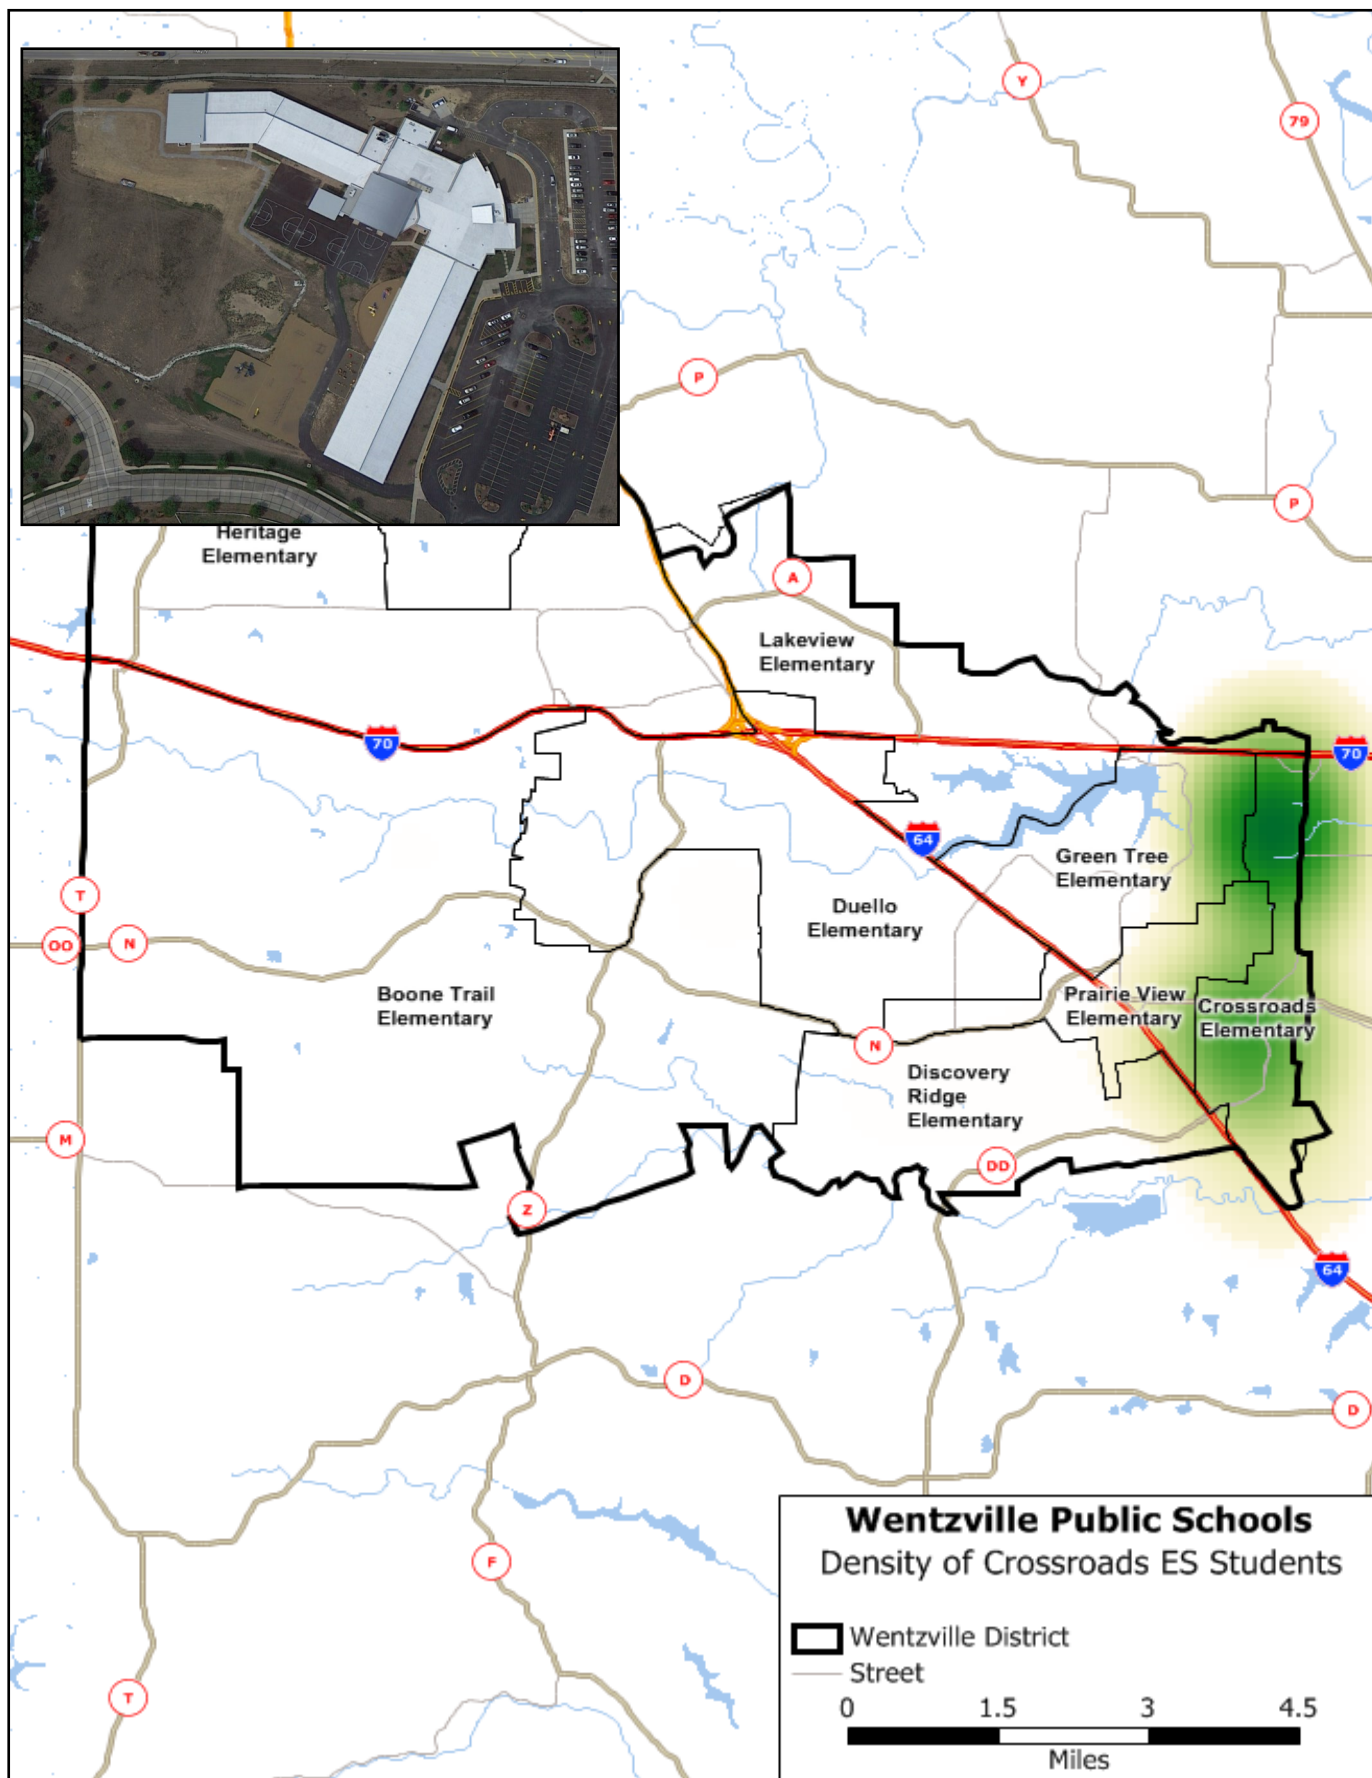 Y
79
P
P
Heritage
Elementary
A
Lakeview
Elementary
70
70
64
Green Tree
Elementary
T
Duello
Elementary
OO
N
Boone Trail
Elementary
Prairie View
Elementary
Crossroads
Elementary
N
Discovery
Ridge
Elementary
M
DD
Z
64
D
D
F
T
Wentzville Public Schools
Density of Crossroads ES Students
Wentzville District
Street
0 1.5 3 4.5
Miles